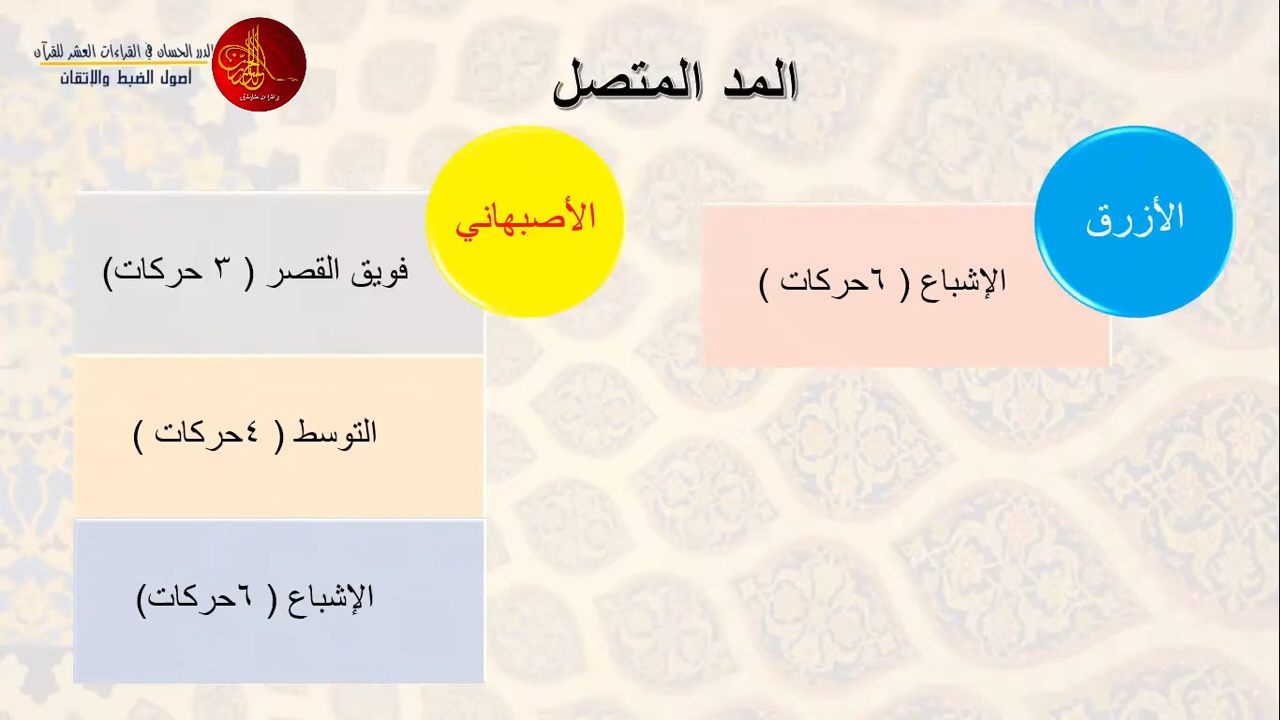 الدرر الحسان في القراءات العشر للقرآن
أصول الضبط والإتقان
المد المتصل
الأزرق
الإشباع ( ٦حركات )
الأصبهاني
فويق القصر ( ٣ حركات)
التوسط ( ٤حركات )
الإشباع ( ٦حركات)